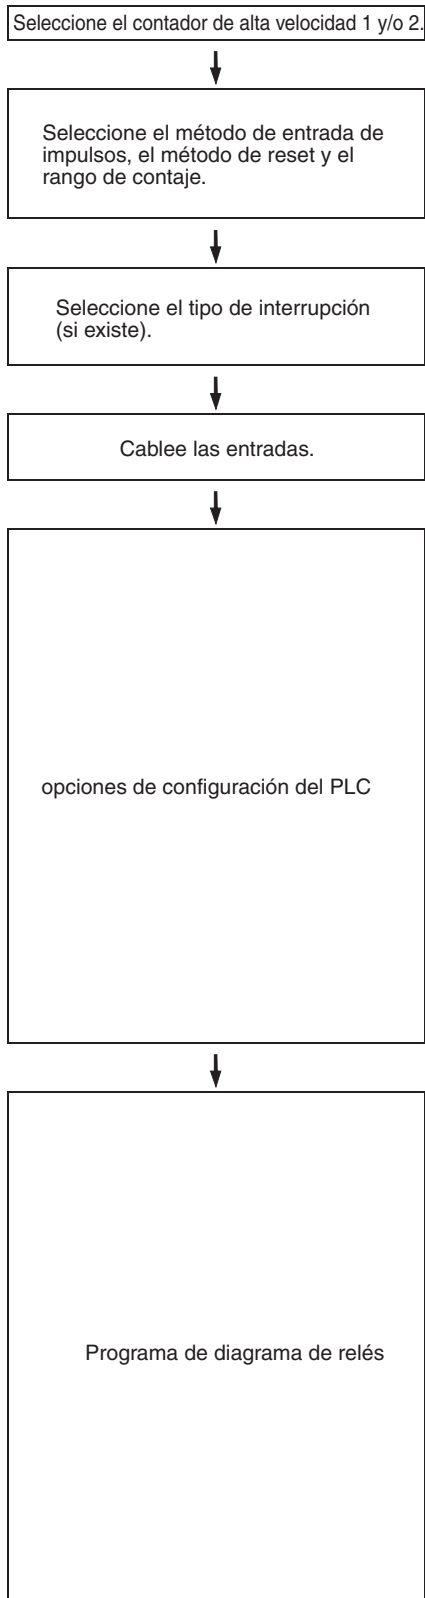 Seleccione el contador de alta velocidad 1 y/o 2.
Seleccione el método de entrada de
impulsos, el método de reset y el
rango de contaje.
Seleccione el tipo de interrupción
(si existe).
Cablee las entradas.
opciones de configuración del PLC
Programa de diagrama de relés